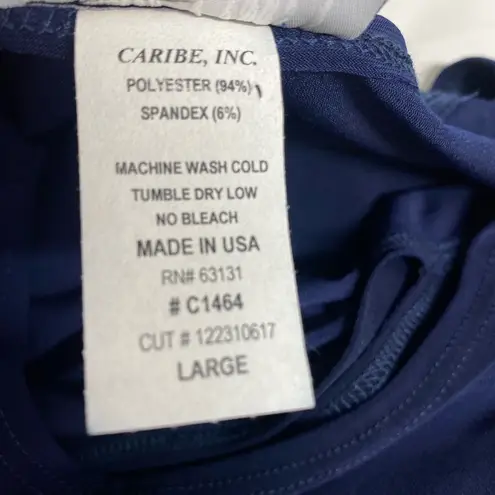 CARIBE, INC.
POLYESTER (94%)
SPANDEX (6%)
MACHINE WASH COLD
TUMBLE DRY LOW
NO BLEACH
MADE IN USA
RN# 63131
# C1464
CUT # 122310617
LARGE